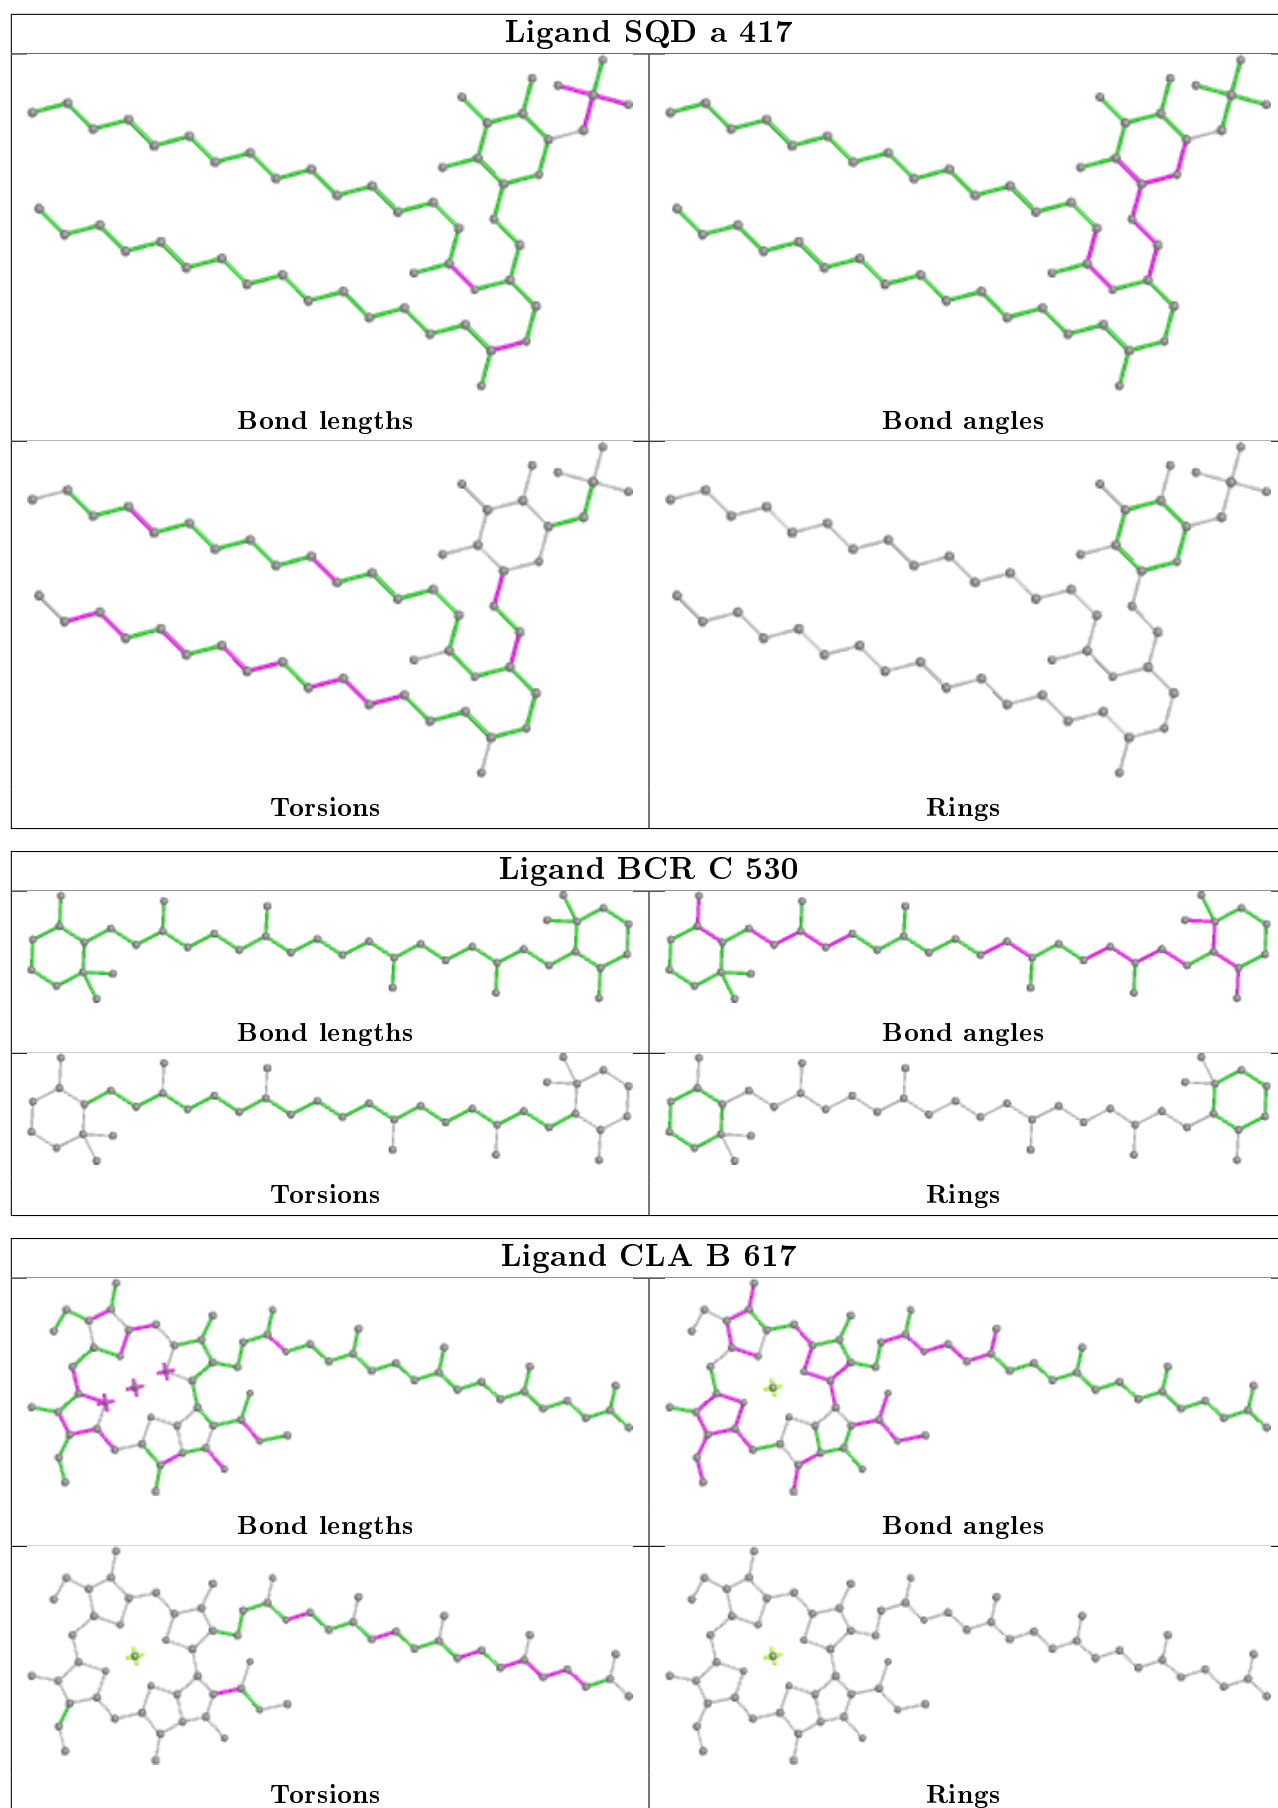 Ligand SQD a 417
Bond lengths
Bond angles
Torsions
Rings
Ligand BCR C 530
Bond lengths
Bond angles
Torsions
Rings
Ligand CLA B 617
Bond lengths
Bond angles
Torsions
Rings